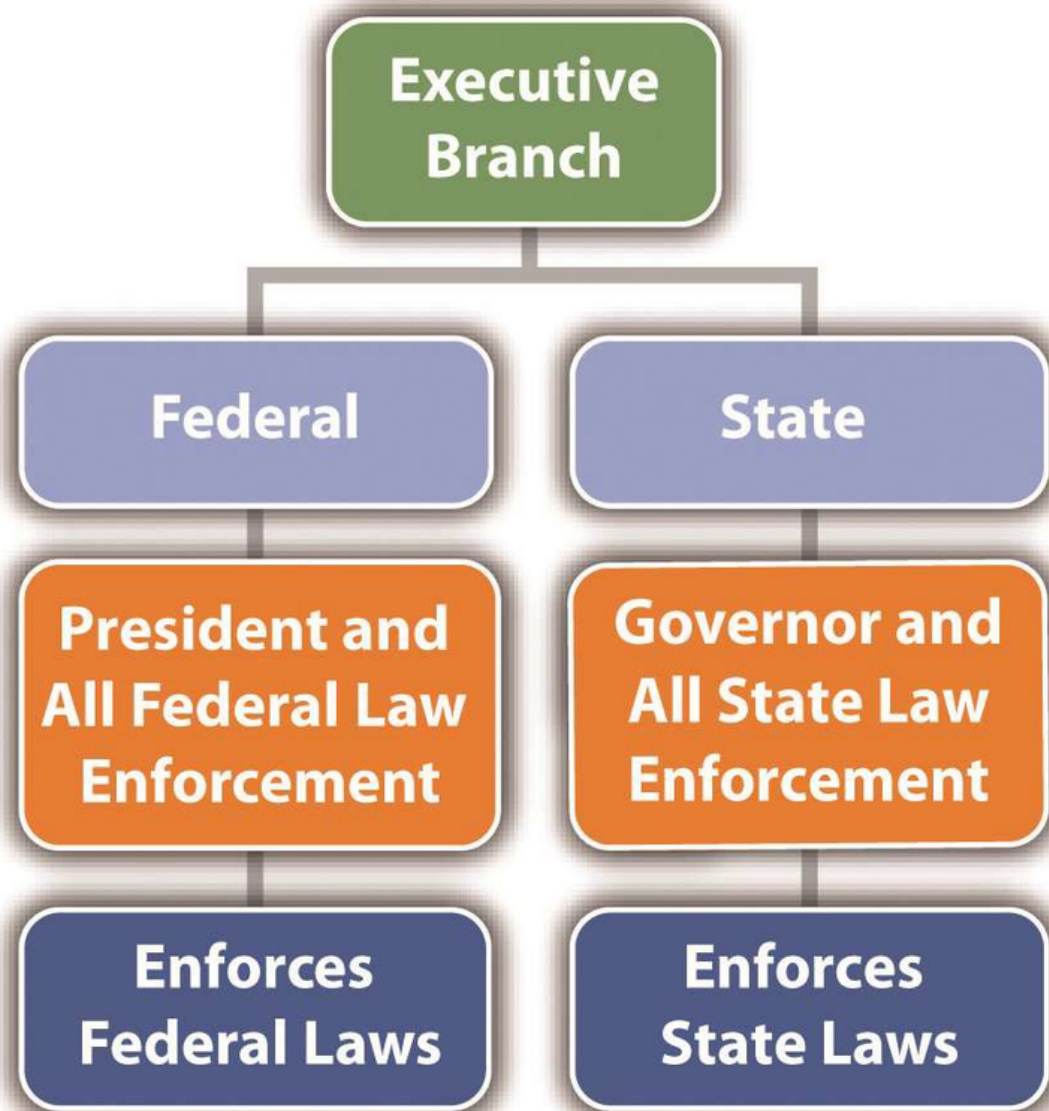 Executive
Branch
Federal
State
President and
All Federal Law
Enforcement
Governor and
All State Law
Enforcement
Enforces
Federal Laws
Enforces
State Laws